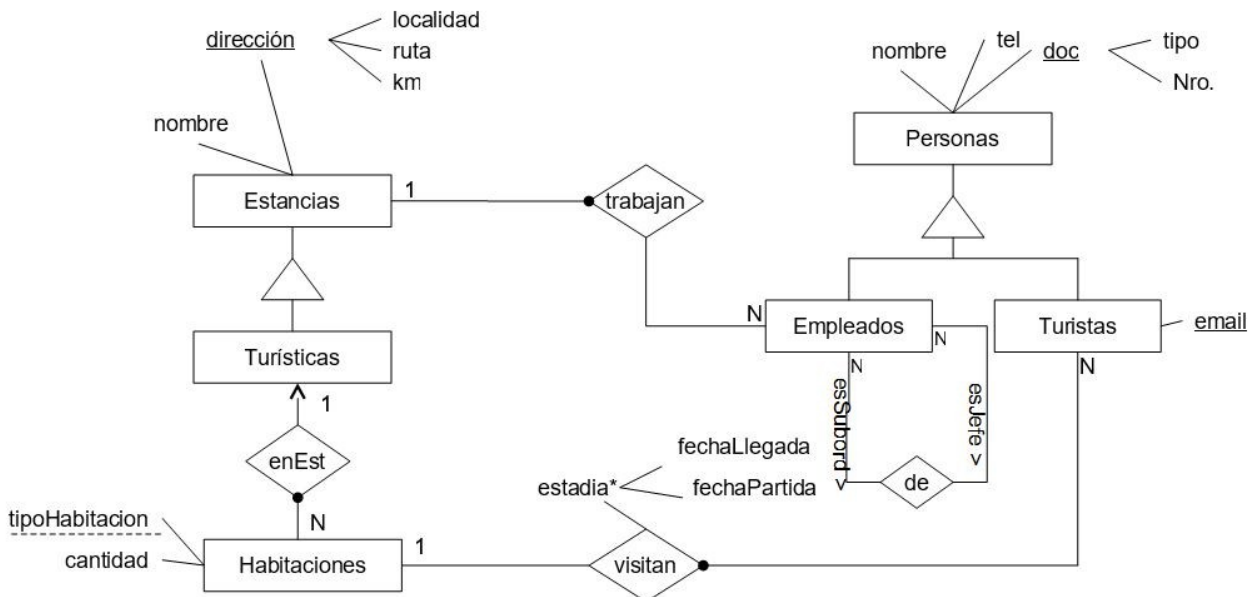 localidad
dirección
ruta
km
nombre
tel
doc
tipo
Nro.
nombre
Personas
Estancias
1
trabajan
N
Empleados
N
Turistas
email
Turísticas
1
N
N
esSubord >
esJefe >
enEst
fechaLlegada
estadia*
fechaPartida
de
tipoHabitacion
N
cantidad
Habitaciones
1
visitan